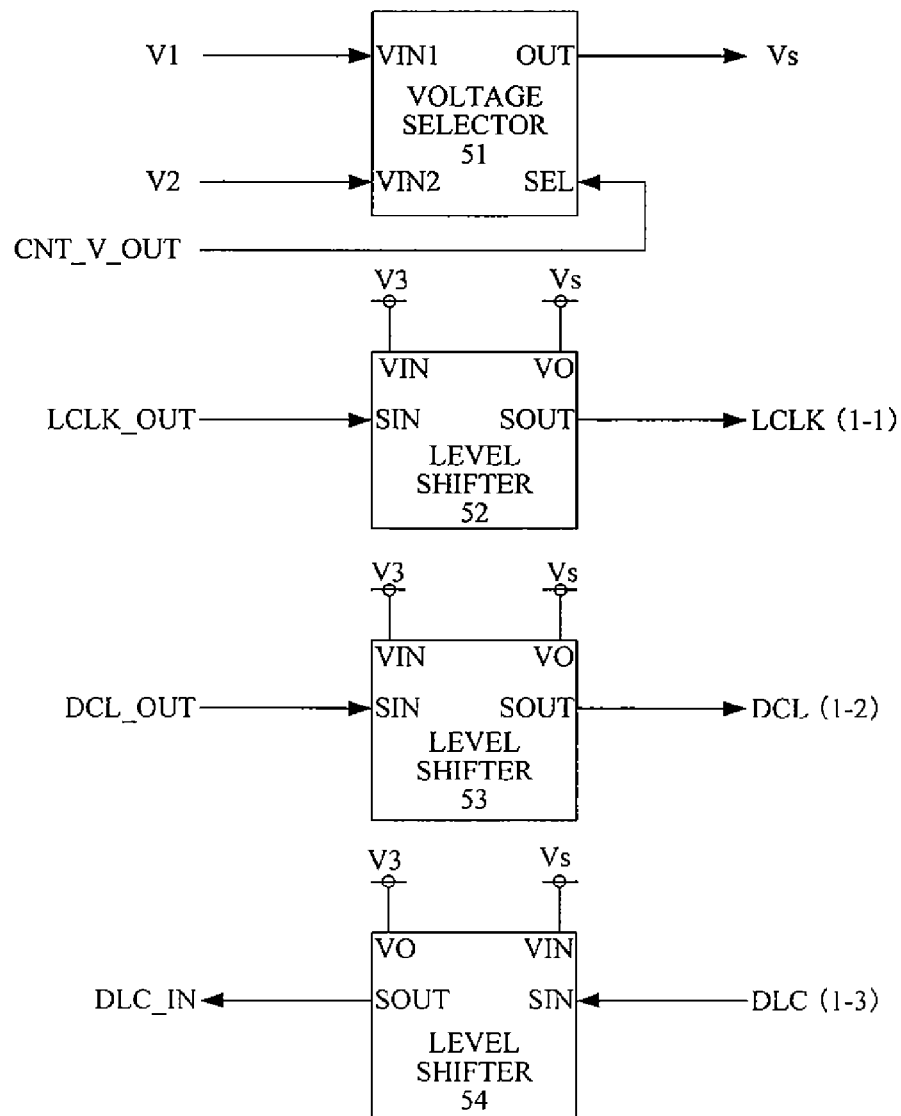 V1 VIN1 OUT Vs
VOLTAGE
SELECTOR
51
V2 VIN2 SEL
CNT_V_OUT
V3 Vs
VIN VO
LCLK_OUT SIN SOUT LCLK (1-1)
LEVEL
SHIFTER
52
V3 Vs
VIN VO
DCL_OUT SIN SOUT DCL (1-2)
LEVEL
SHIFTER
53
V3 Vs
VO VIN
DLC_IN SOUT SIN DLC (1-3)
LEVEL
SHIFTER
54